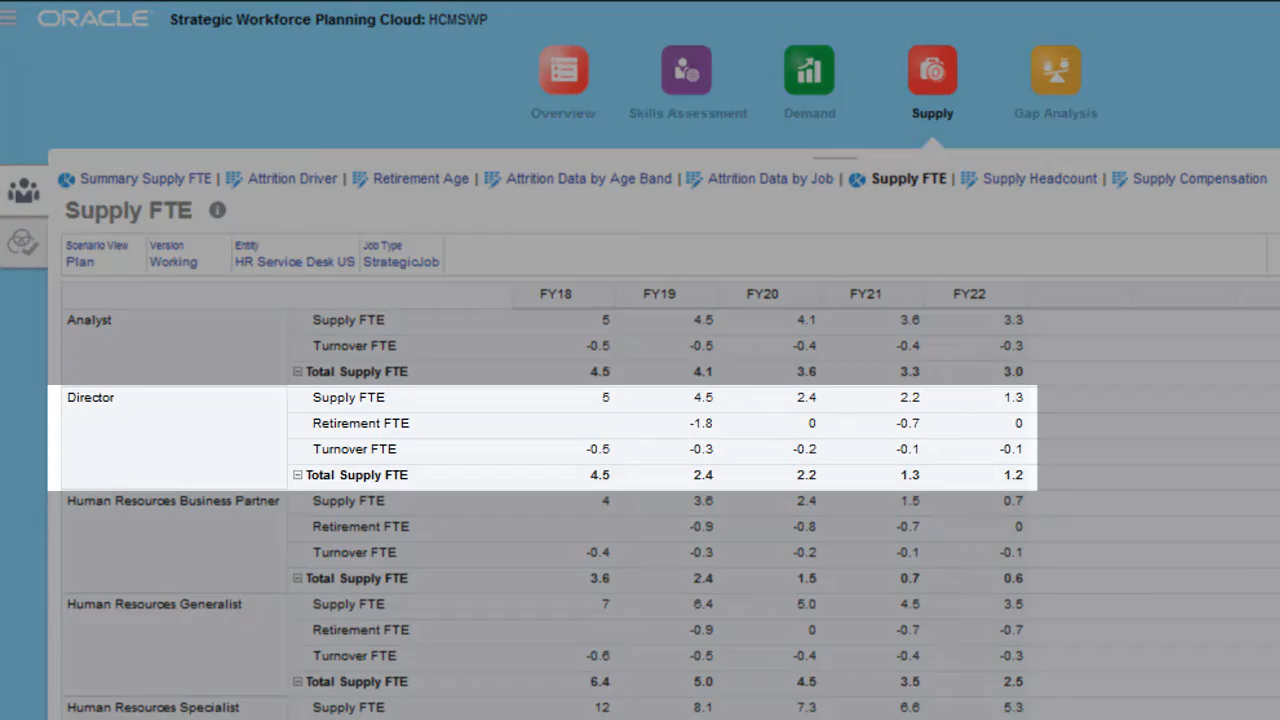 ORACLE Strategic Workforce Planning Cloud: HCMSWP
Overview Skills Assessment Demand Supply Gap Analysis
Summary Supply FTE | Attrition Driver | Retirement Age | Attrition Data by Age Band | Attrition Data by Job | Supply FTE | Supply Headcount | Supply Compensation
Supply FTE
Scenario View Version Entity Job Type
Plan Working HR Service Desk US StrategicJob
FY18 FY19 FY20 FY21 FY22
Analyst Supply FTE 5 4.5 4.1 3.6 3.3
Turnover FTE -0.5 -0.5 -0.4 -0.4 -0.3
Total Supply FTE 4.5 4.1 3.6 3.3 3.0
Director Supply FTE 5 4.5 2.4 2.2 1.3
Retirement FTE -1.8 0 -0.7 0
Turnover FTE -0.5 -0.3 -0.2 -0.1 -0.1
Total Supply FTE 4.5 2.4 2.2 1.3 1.2
Human Resources Business Partner Supply FTE 4 3.6 2.4 1.5 0.7
Retirement FTE -0.9 -0.8 -0.7 0
Turnover FTE -0.4 -0.3 -0.2 -0.1 -0.1
Total Supply FTE 3.6 2.4 1.5 0.7 0.6
Human Resources Generalist Supply FTE 7 6.4 5.0 4.5 3.5
Retirement FTE -0.9 0 -0.7 -0.7
Turnover FTE -0.6 -0.5 -0.4 -0.4 -0.3
Total Supply FTE 6.4 5.0 4.5 3.5 2.5
Human Resources Specialist Supply FTE 12 8.1 7.3 6.6 5.3